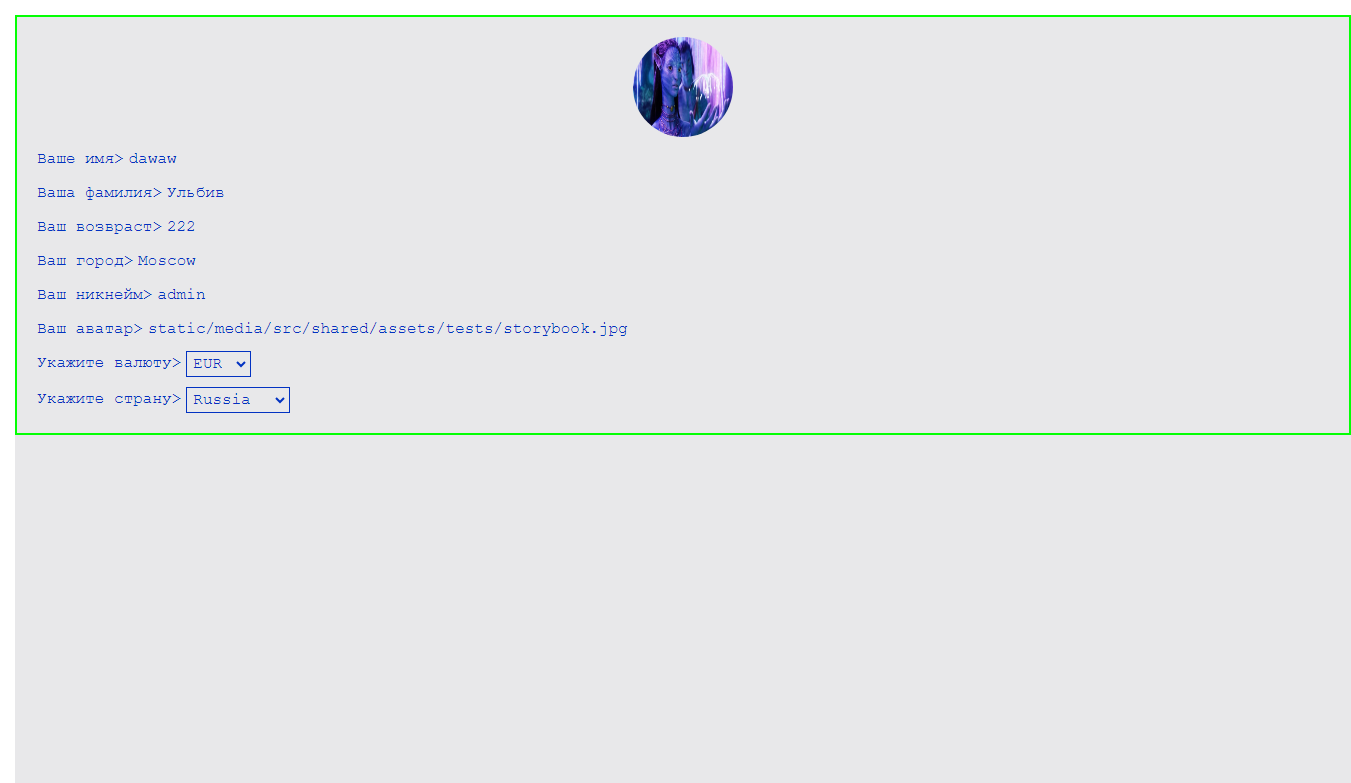 Ваше имя> dawaw
Ваша фамилия> Ульбив
Ваш возвраст> 222
Ваш город> Moscow
Ваш никнейм> admin
Ваш аватар> static/media/src/shared/assets/tests/storybook.jpg
Укажите валюту> EUR
Укажите страну> Russia